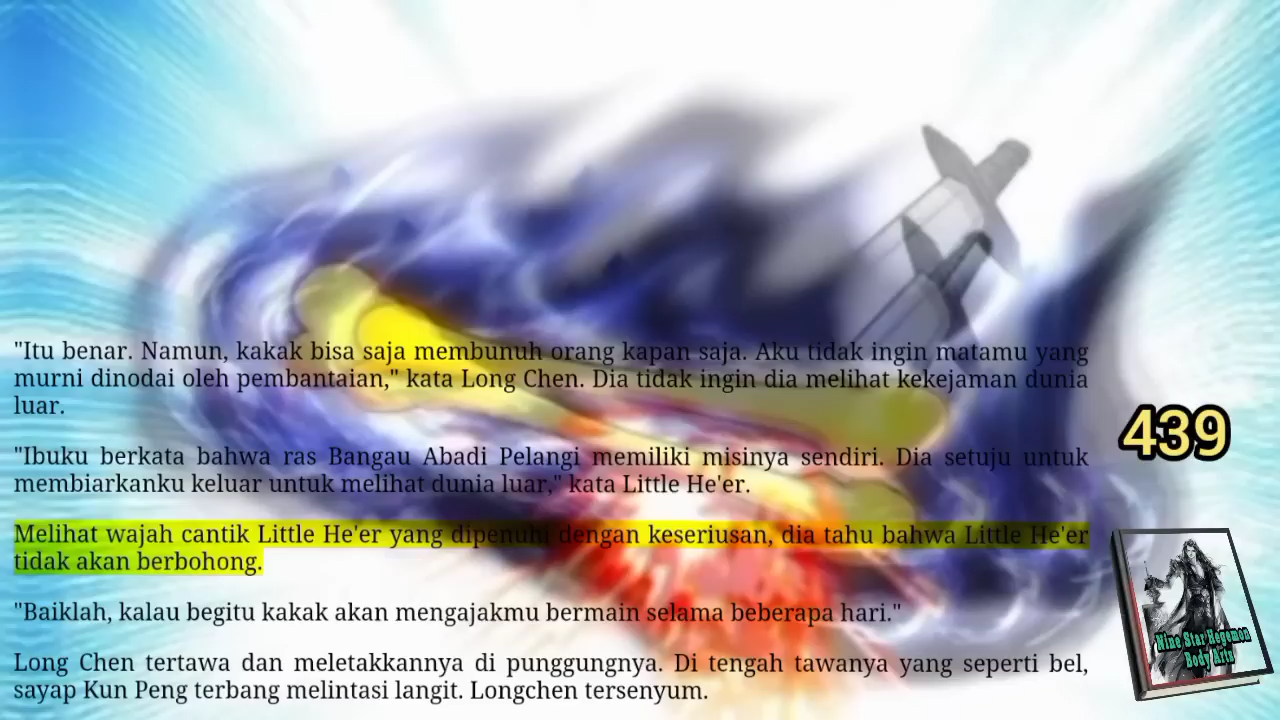 "Itu benar. Namun, kakak bisa saja membunuh orang kapan saja. Aku tidak ingin matamu yang
murni dinodai oleh pembantaian," kata Long Chen. Dia tidak ingin dia melihat kekejaman dunia
luar.
"Ibuku berkata bahwa ras Bangau Abadi Pelangi memiliki misinya sendiri. Dia setuju untuk
membiarkanku keluar untuk melihat dunia luar," kata Little He'er.
Melihat wajah cantik Little He'er yang dipenuhi dengan keseriusan, dia tahu bahwa Little He'er
tidak akan berbohong.
"Baiklah, kalau begitu kakak akan mengajakmu bermain selama beberapa hari."
Long Chen tertawa dan meletakkannya di punggungnya. Di tengah tawanya yang seperti bel,
sayap Kun Peng terbang melintasi langit. Longchen tersenyum.
439
Nine Star Hegemon
Body Arts